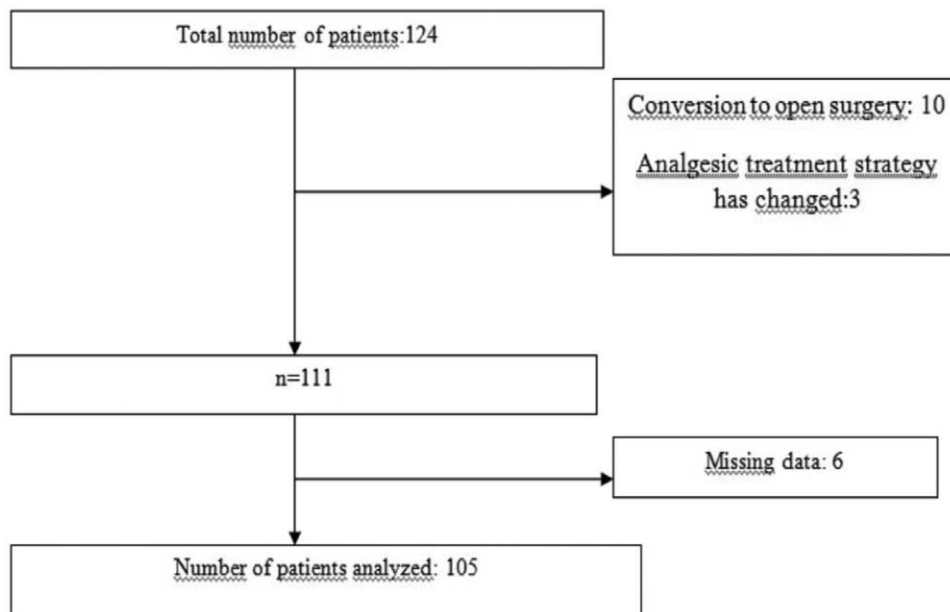 Total number of patients:124
Conversion to open surgery: 10
Analgesic treatment strategy
has changed:3
n=111
Missing data: 6
Number of patients analyzed: 105